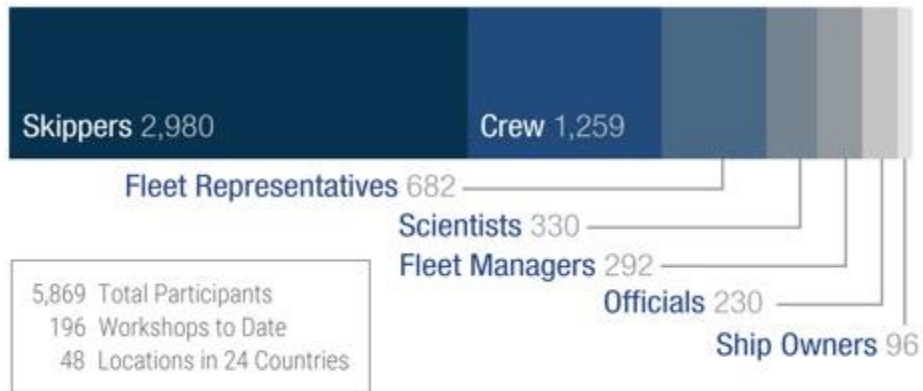 Skippers 2,980
Crew 1,259
Fleet Representatives 682
Scientists 330
Fleet Managers 292
Officials 230
Ship Owners 96
5,869 Total Participants
196 Workshops to Date
48 Locations in 24 Countries